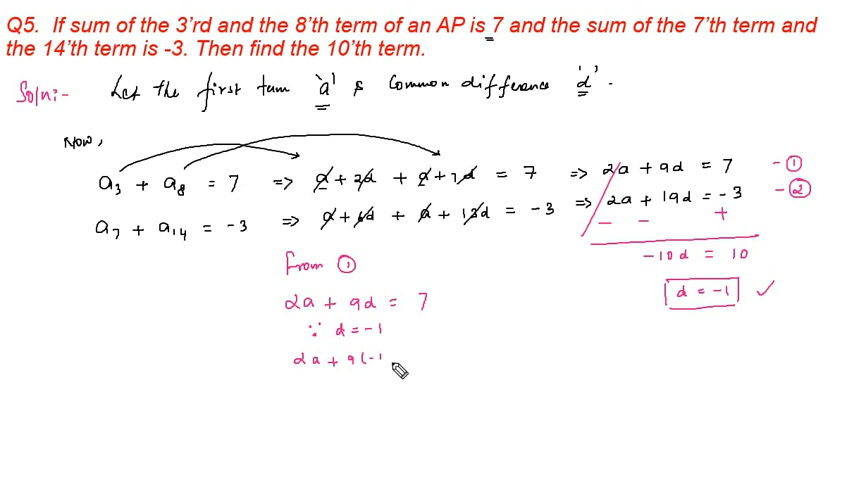 Q5. If sum of the 3'rd and the 8'th term of an AP is 7 and the sum of the 7'th term and
the 14'th term is -3. Then find the 10'th term.
Soln:- Let the first term 'a' & Common difference 'd'.
Now,
a₃ + a₈ = 7 => a + 2d + a + 7d = 7 => 2a + 9d = 7 - ①
a₇ + a₁₄ = -3 => a + 6d + a + 13d = -3 => 2a + 19d = -3 - ②
- - +
-10d = 10
From ①
d = -1 ✓
2a + 9d = 7
∵ d = -1
2a + 9(-1